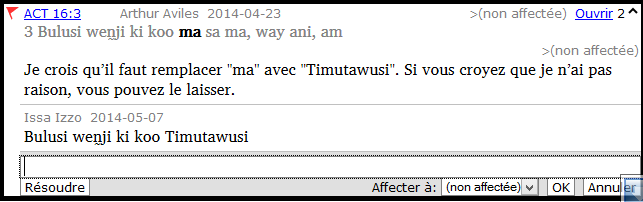 ACT 16:3 Arthur Aviles 2014-04-23 >(non affectée) Ouvrir 2
3 Bulusi wen̰ji ki koo ma sa ma, way ani, am
>(non affectée)
Je crois qu'il faut remplacer "ma" avec "Timutawusi". Si vous croyez que je n'ai pas
raison, vous pouvez le laisser.
Issa Izzo 2014-05-07
Bulusi wen̰ji ki koo Timutawusi
Résoudre Affecter à: (non affectée) OK Annuler